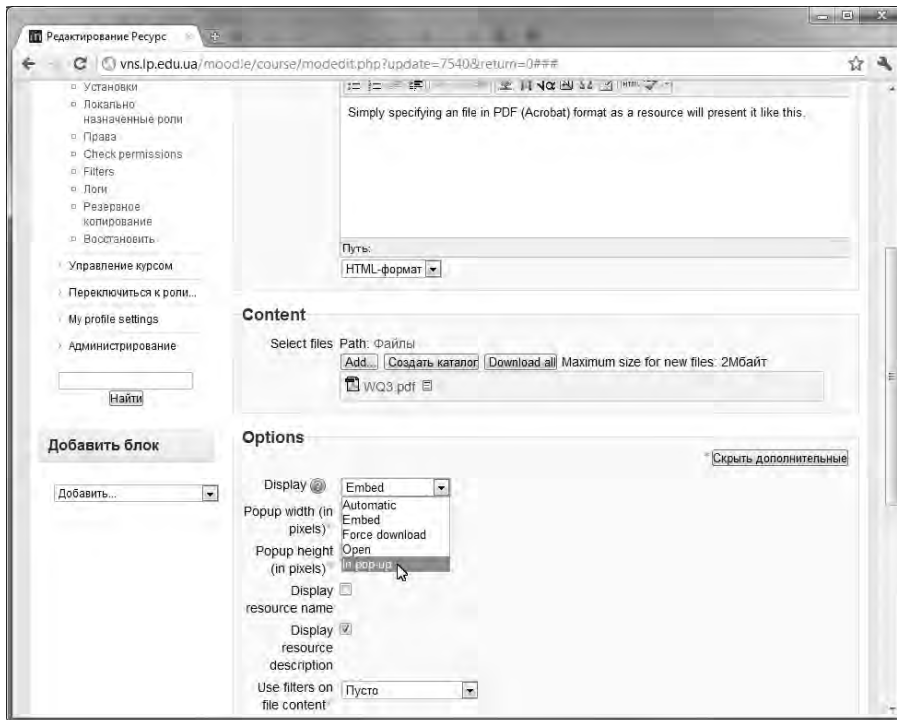 Редактирование Ресурс
vns.lp.edu.ua/moodle/course/modedit.php?update=7540&return=0###
Установки
Локально
назначенные роли
Права
Check permissions
Filters
Логи
Резервное
копирование
Восстановить
Управление курсом
Переключиться к роли...
My profile settings
Администрирование
Найти
Добавить блок
Добавить...
Simply specifying an file in PDF (Acrobat) format as a resource will present it like this.
Путь:
HTML-формат
Content
Select files Path: Файлы
Add... Создать каталог Download all Maximum size for new files: 2Мбайт
WQ3.pdf
Options
* Скрыть дополнительные
Display Embed
Automatic
Embed
Force download
Open
In pop-up
Popup width (in
pixels)*
Popup height
(in pixels)*
Display
resource name
Display
resource
description
Use filters on
file content* Пусто